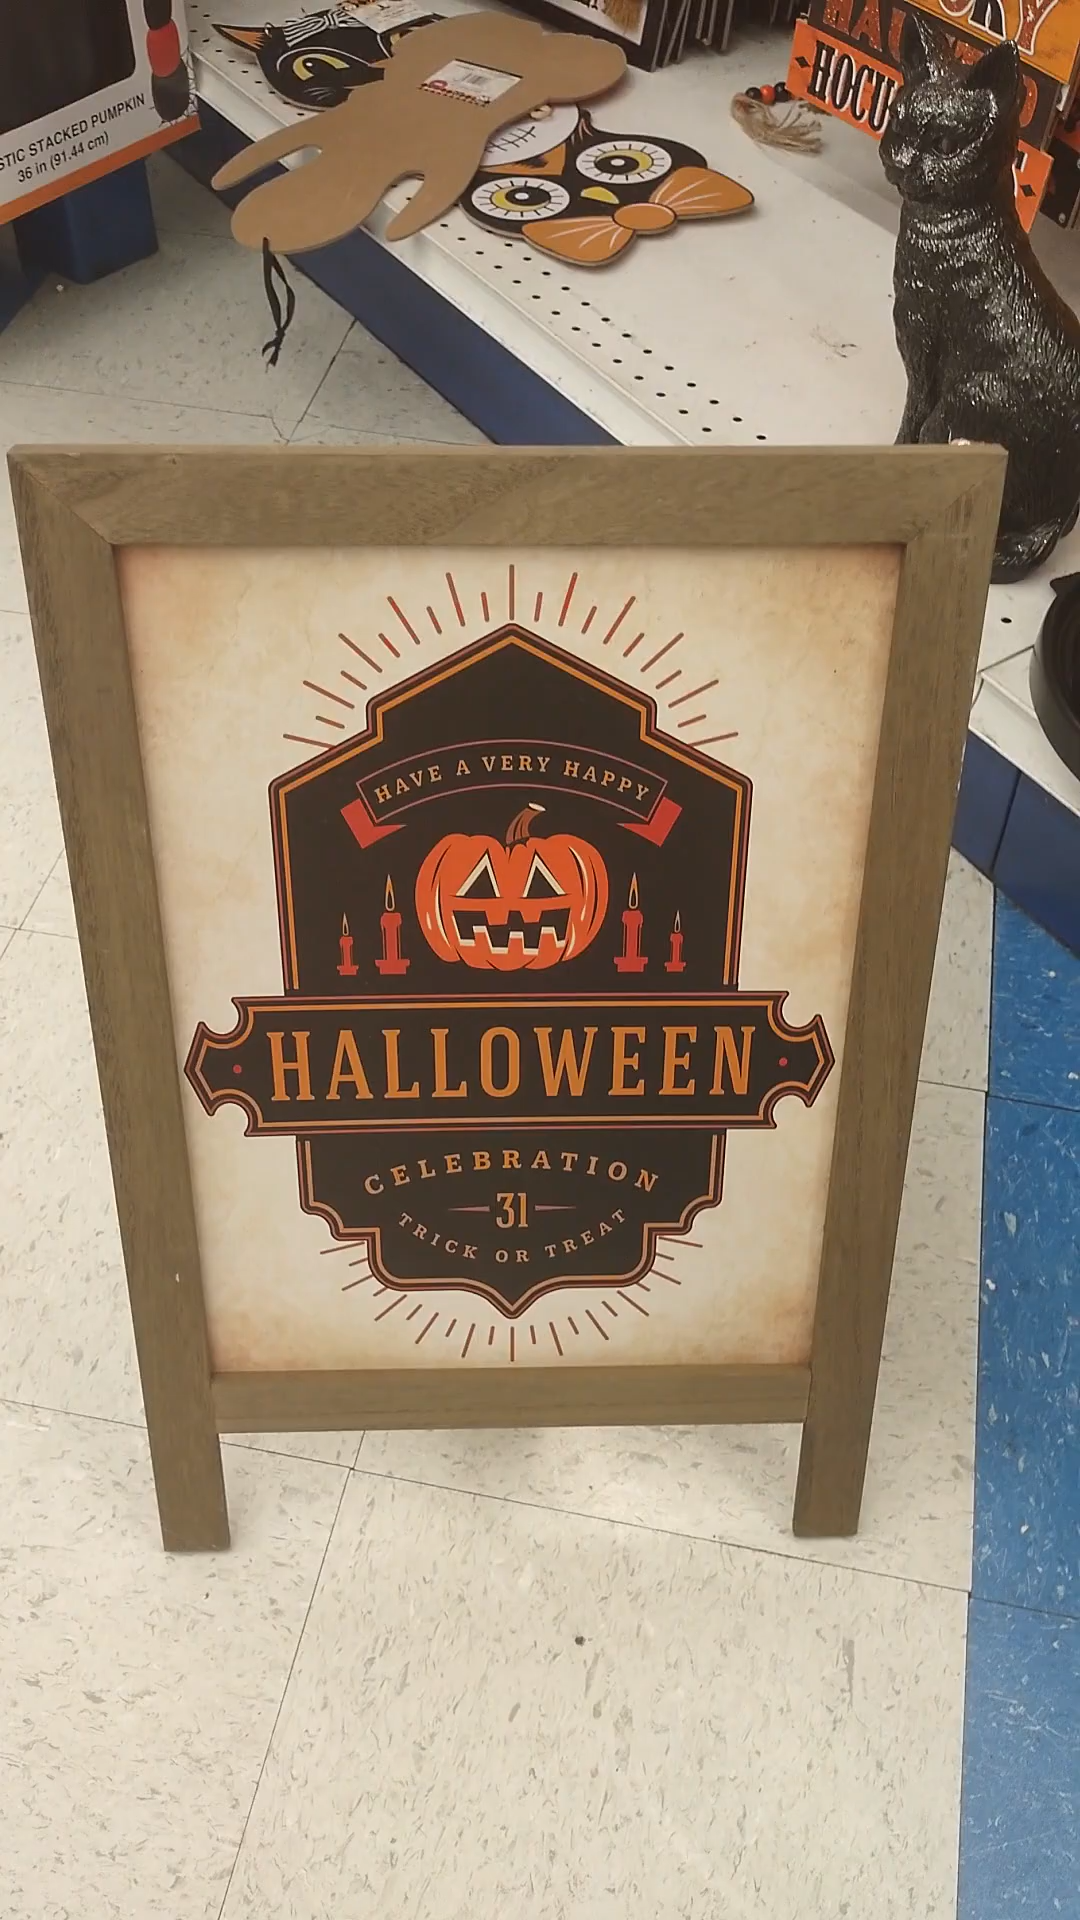 STIC STACKED PUMPKIN
36 in (91.44 cm)
HOCU
HAVE A VERY HAPPY
HALLOWEEN
CELEBRATION
31
TRICK OR TREAT